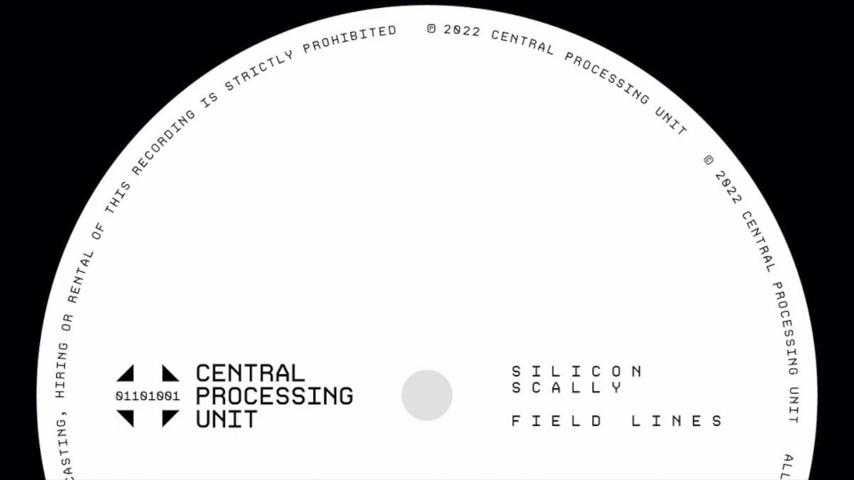 CASTING, HIRING OR RENTAL OF THIS RECORDING IS STRICTLY PROHIBITED
℗ 2022 CENTRAL PROCESSING UNIT
© 2022 CENTRAL PROCESSING UNIT
ALL
01101001
CENTRAL
PROCESSING
UNIT
SILICON
SCALLY
FIELD LINES